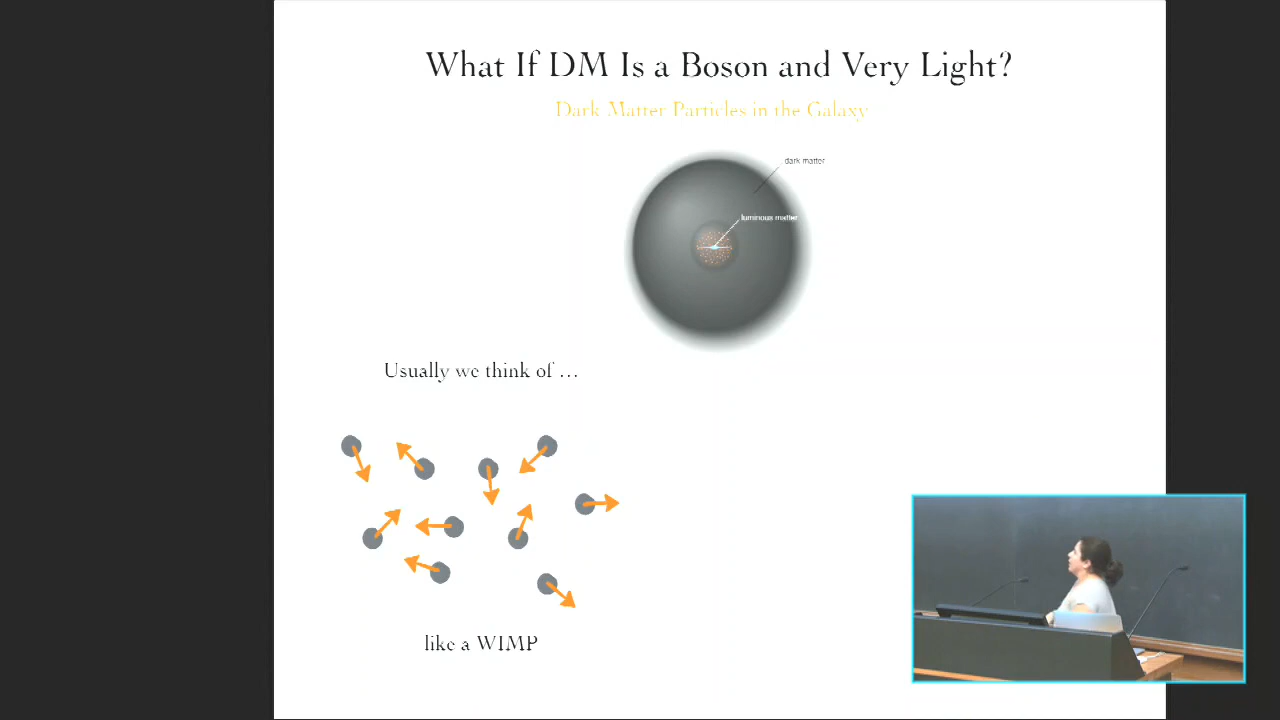 What If DM Is a Boson and Very Light?
Dark Matter Particles in the Galaxy
dark matter
luminous matter
Usually we think of ...
like a WIMP